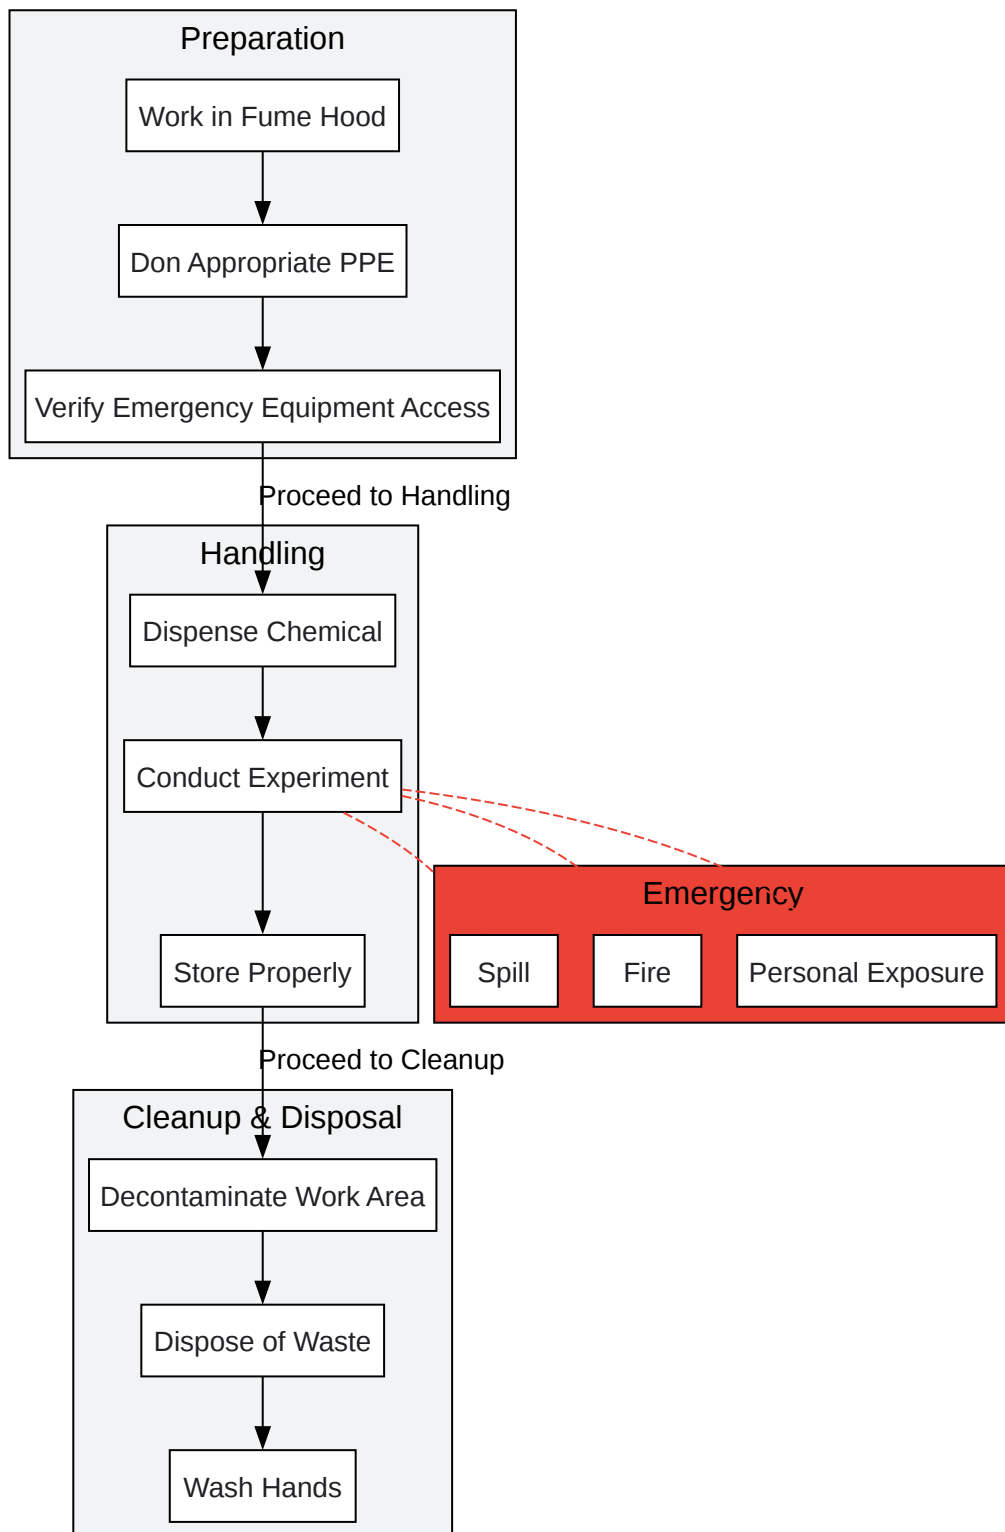 Preparation
Work in Fume Hood
Don Appropriate PPE
Verify Emergency Equipment Access
Proceed to Handling
Handling
Dispense Chemical
Conduct Experiment
Emergency
Store Properly
Spill
Fire
Personal Exposure
Proceed to Cleanup
Cleanup & Disposal
Decontaminate Work Area
Dispose of Waste
Wash Hands